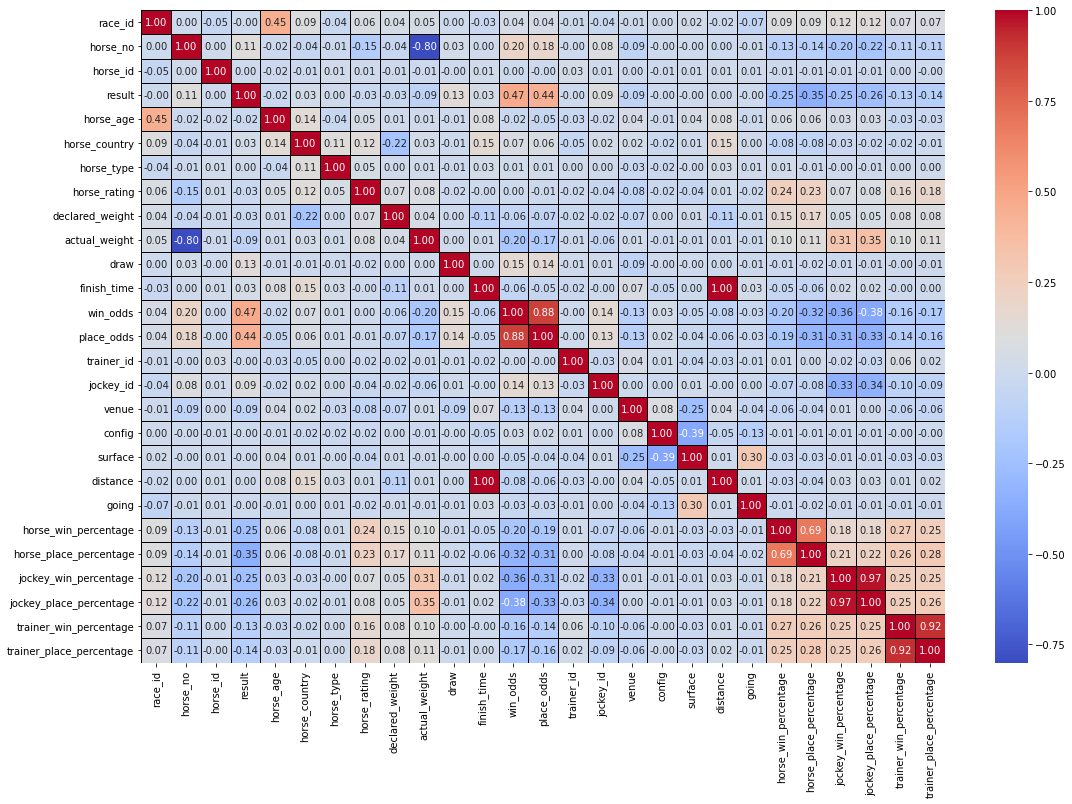 race_id 1.00 0.00 -0.05 -0.00 0.45 0.09 -0.04 0.06 0.04 0.05 0.00 -0.03 0.04 0.04 -0.01 -0.04 -0.01 0.00 0.02 -0.02 -0.07 0.09 0.09 0.12 0.12 0.07 0.07
horse_no 0.00 1.00 0.00 0.11 -0.02 -0.04 -0.01 -0.15 -0.04 -0.80 0.03 0.00 0.20 0.18 -0.00 0.08 -0.09 -0.00 -0.00 0.00 -0.01 -0.13 -0.14 -0.20 -0.22 -0.11 -0.11
horse_id -0.05 0.00 1.00 0.00 -0.02 -0.01 0.01 0.01 -0.01 -0.01 -0.00 0.01 0.00 -0.00 0.03 0.01 0.00 -0.01 0.01 0.01 0.01 -0.01 -0.01 -0.01 -0.01 -0.00 -0.00
result -0.00 0.11 0.00 1.00 -0.02 0.03 0.00 -0.03 -0.03 -0.09 0.13 0.03 0.47 0.44 -0.00 0.09 -0.09 -0.00 -0.00 0.00 -0.01 -0.25 -0.35 -0.25 -0.26 -0.13 -0.14
horse_age 0.45 -0.02 -0.02 -0.02 1.00 0.14 -0.04 0.05 0.01 0.01 -0.01 0.08 -0.02 -0.05 -0.03 -0.02 0.04 -0.01 0.04 0.08 -0.01 0.06 0.06 0.03 0.03 -0.03 -0.03
horse_country 0.09 -0.04 -0.01 0.03 0.14 1.00 0.11 0.12 -0.22 0.03 -0.01 0.15 0.07 0.06 -0.05 0.02 0.02 -0.02 0.01 0.15 0.00 -0.08 -0.08 -0.03 -0.02 -0.02 -0.01
horse_type -0.04 -0.01 0.01 0.00 -0.04 0.11 1.00 0.05 0.00 0.01 -0.01 0.03 0.01 0.01 -0.02 0.00 -0.03 -0.02 -0.00 0.03 0.01 0.01 -0.01 -0.00 -0.01 0.00 0.00
horse_rating 0.06 -0.15 0.01 -0.03 0.05 0.12 0.05 1.00 0.07 0.08 -0.02 -0.00 0.00 -0.01 -0.02 -0.04 -0.08 -0.02 -0.04 0.01 -0.02 0.24 0.23 0.07 0.08 0.16 0.18
declared_weight 0.04 -0.04 -0.01 -0.03 0.01 -0.22 0.00 0.07 1.00 0.04 0.00 -0.11 -0.06 -0.07 -0.02 -0.02 -0.07 0.00 0.01 -0.11 -0.01 0.15 0.17 0.05 0.05 0.08 0.08
actual_weight 0.05 -0.80 -0.01 -0.09 0.01 0.03 0.01 0.08 0.04 1.00 0.00 0.01 -0.20 -0.17 -0.01 -0.06 0.01 -0.01 0.01 0.01 -0.01 0.10 0.11 0.31 0.35 0.10 0.11
draw 0.00 0.03 -0.00 0.13 -0.01 -0.01 -0.01 -0.02 0.00 0.00 1.00 0.00 0.15 0.14 -0.01 0.01 -0.09 -0.00 0.01 -0.00 0.01 -0.01 -0.02 -0.01 -0.01 -0.00 -0.01
finish_time -0.03 0.00 0.01 0.03 0.08 0.15 0.03 -0.00 -0.11 0.01 0.00 1.00 -0.06 -0.05 -0.02 -0.00 0.07 -0.05 0.00 1.00 0.03 -0.05 -0.06 0.02 0.02 -0.00 0.00
win_odds 0.04 0.20 0.00 0.47 -0.02 0.07 0.01 0.00 -0.06 -0.20 0.15 -0.06 1.00 0.88 -0.00 0.14 -0.13 0.03 -0.05 -0.08 -0.03 -0.20 -0.32 -0.36 -0.38 -0.16 -0.17
place_odds 0.04 0.18 -0.00 0.44 -0.05 0.06 0.01 -0.01 -0.07 -0.17 0.14 -0.05 0.88 1.00 -0.00 0.13 -0.13 0.02 -0.04 -0.06 -0.03 -0.19 -0.31 -0.31 -0.33 -0.14 -0.16
trainer_id -0.01 -0.00 0.03 -0.00 -0.03 -0.05 -0.02 -0.02 -0.02 -0.01 -0.01 -0.02 -0.00 -0.00 1.00 -0.03 0.04 0.01 -0.04 -0.03 -0.01 0.01 0.00 -0.02 -0.03 0.06 0.02
jockey_id -0.04 0.08 0.01 0.09 -0.02 0.02 0.00 -0.04 -0.02 -0.06 0.01 -0.00 0.14 0.13 -0.03 1.00 0.00 0.00 0.01 -0.00 0.00 -0.07 -0.08 -0.33 -0.34 -0.10 -0.09
venue -0.01 -0.09 0.00 -0.09 0.04 0.02 -0.03 -0.08 -0.07 0.01 -0.09 0.07 -0.13 -0.13 0.04 0.00 1.00 0.08 -0.25 0.04 -0.04 -0.06 -0.04 0.01 0.00 -0.06 -0.06
config 0.00 -0.00 -0.01 -0.00 -0.01 -0.02 -0.02 -0.02 0.00 -0.01 -0.00 -0.05 0.03 0.02 0.01 0.00 0.08 1.00 -0.39 -0.05 -0.13 -0.01 -0.01 -0.01 -0.01 -0.00 -0.00
surface 0.02 -0.00 0.01 -0.00 0.04 0.01 -0.00 -0.04 0.01 0.01 0.01 0.00 -0.05 -0.04 -0.04 0.01 -0.25 -0.39 1.00 0.01 0.30 -0.03 -0.03 -0.01 -0.01 -0.03 -0.03
distance -0.02 0.00 0.01 0.00 0.08 0.15 0.03 0.01 -0.11 0.01 -0.00 1.00 -0.08 -0.06 -0.03 -0.00 0.04 -0.05 0.01 1.00 0.01 -0.03 -0.04 0.03 0.03 0.01 0.02
going -0.07 -0.01 0.01 -0.01 -0.01 0.00 0.01 -0.02 -0.01 -0.01 0.01 0.03 -0.03 -0.03 -0.01 0.00 -0.04 -0.13 0.30 0.01 1.00 -0.01 -0.02 -0.01 -0.01 -0.01 -0.01
horse_win_percentage 0.09 -0.13 -0.01 -0.25 0.06 -0.08 0.01 0.24 0.15 0.10 -0.01 -0.05 -0.20 -0.19 0.01 -0.07 -0.06 -0.01 -0.03 -0.03 -0.01 1.00 0.69 0.18 0.18 0.27 0.25
horse_place_percentage 0.09 -0.14 -0.01 -0.35 0.06 -0.08 -0.01 0.23 0.17 0.11 -0.02 -0.06 -0.32 -0.31 0.00 -0.08 -0.04 -0.01 -0.03 -0.04 -0.02 0.69 1.00 0.21 0.22 0.26 0.28
jockey_win_percentage 0.12 -0.20 -0.01 -0.25 0.03 -0.03 -0.00 0.07 0.05 0.31 -0.01 0.02 -0.36 -0.31 -0.02 -0.33 0.01 -0.01 -0.01 0.03 -0.01 0.18 0.21 1.00 0.97 0.25 0.25
jockey_place_percentage 0.12 -0.22 -0.01 -0.26 0.03 -0.02 -0.01 0.08 0.05 0.35 -0.01 0.02 -0.38 -0.33 -0.03 -0.34 0.00 -0.01 -0.01 0.03 -0.01 0.18 0.22 0.97 1.00 0.25 0.26
trainer_win_percentage 0.07 -0.11 -0.00 -0.13 -0.03 -0.02 0.00 0.16 0.08 0.10 -0.00 -0.00 -0.16 -0.14 0.06 -0.10 -0.06 -0.00 -0.03 0.01 -0.01 0.27 0.26 0.25 0.25 1.00 0.92
trainer_place_percentage 0.07 -0.11 -0.00 -0.14 -0.03 -0.01 0.00 0.18 0.08 0.11 -0.01 0.00 -0.17 -0.16 0.02 -0.09 -0.06 -0.00 -0.03 0.02 -0.01 0.25 0.28 0.25 0.26 0.92 1.00
race_id
horse_no
horse_id
result
horse_age
horse_country
horse_type
horse_rating
declared_weight
actual_weight
draw
finish_time
win_odds
place_odds
trainer_id
jockey_id
venue
config
surface
distance
going
horse_win_percentage
horse_place_percentage
jockey_win_percentage
jockey_place_percentage
trainer_win_percentage
trainer_place_percentage
1.00
0.75
0.50
0.25
0.00
-0.25
-0.50
-0.75